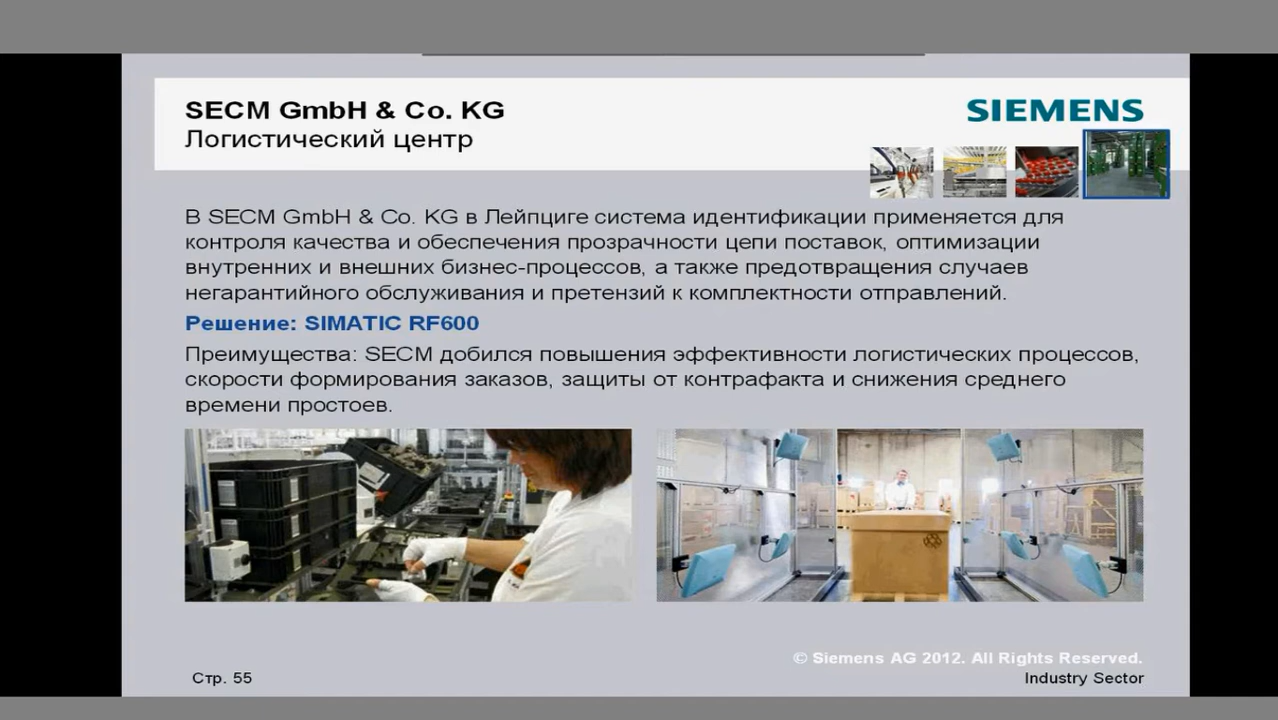 SECM GmbH & Co. KG
Логистический центр
SIEMENS
В SECM GmbH & Co. KG в Лейпциге система идентификации применяется для
контроля качества и обеспечения прозрачности цепи поставок, оптимизации
внутренних и внешних бизнес-процессов, а также предотвращения случаев
негарантийного обслуживания и претензий к комплектности отправлений.
Решение: SIMATIC RF600
Преимущества: SECM добился повышения эффективности логистических процессов,
скорости формирования заказов, защиты от контрафакта и снижения среднего
времени простоев.
© Siemens AG 2012. All Rights Reserved.
Стр. 55
Industry Sector